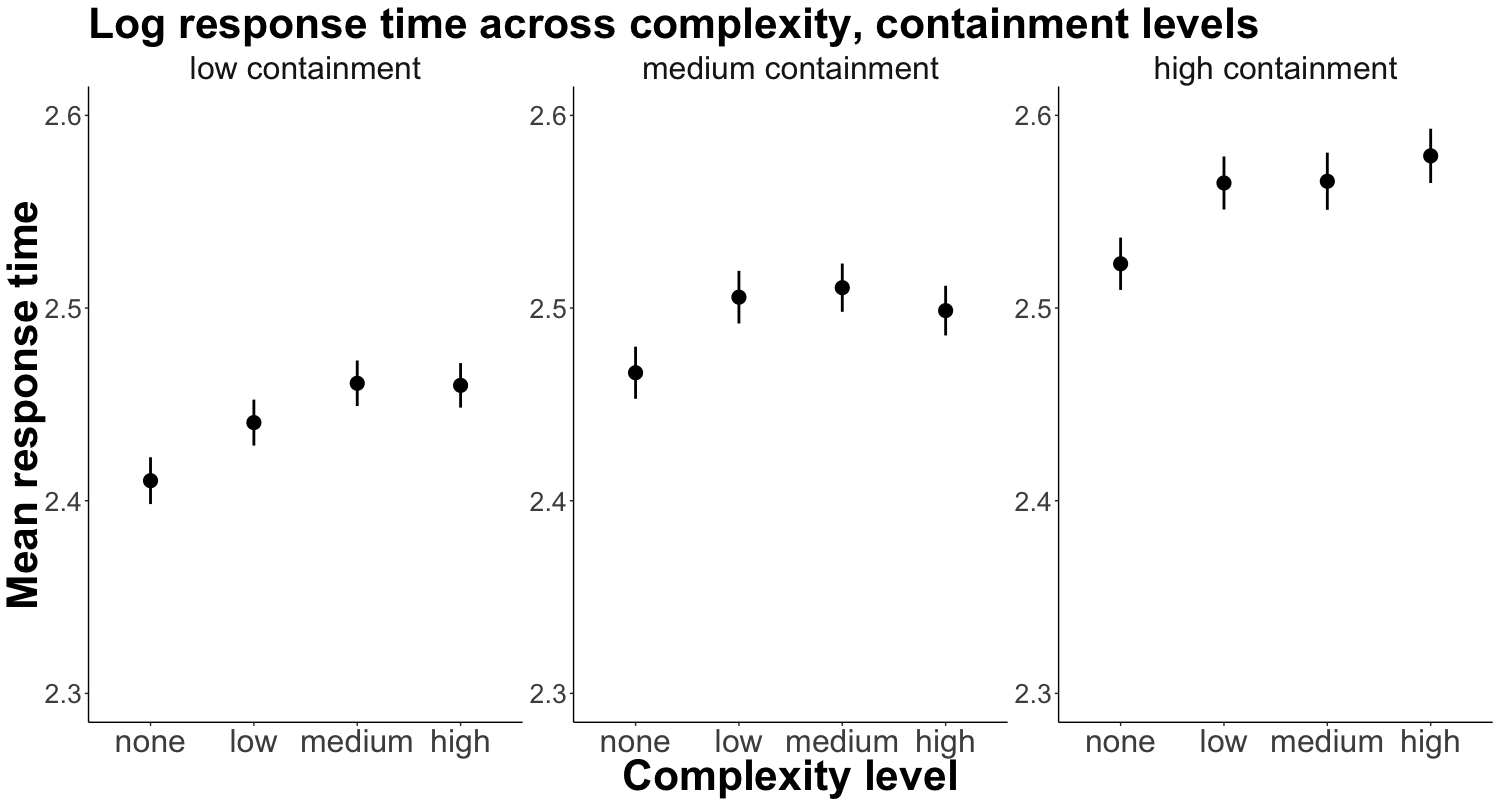 Log response time across complexity, containment levels
low containment
medium containment
high containment
Mean response time
2.6
2.5
2.4
2.3
2.6
2.5
2.4
2.3
2.6
2.5
2.4
2.3
none low medium high
none low medium high
none low medium high
Complexity level